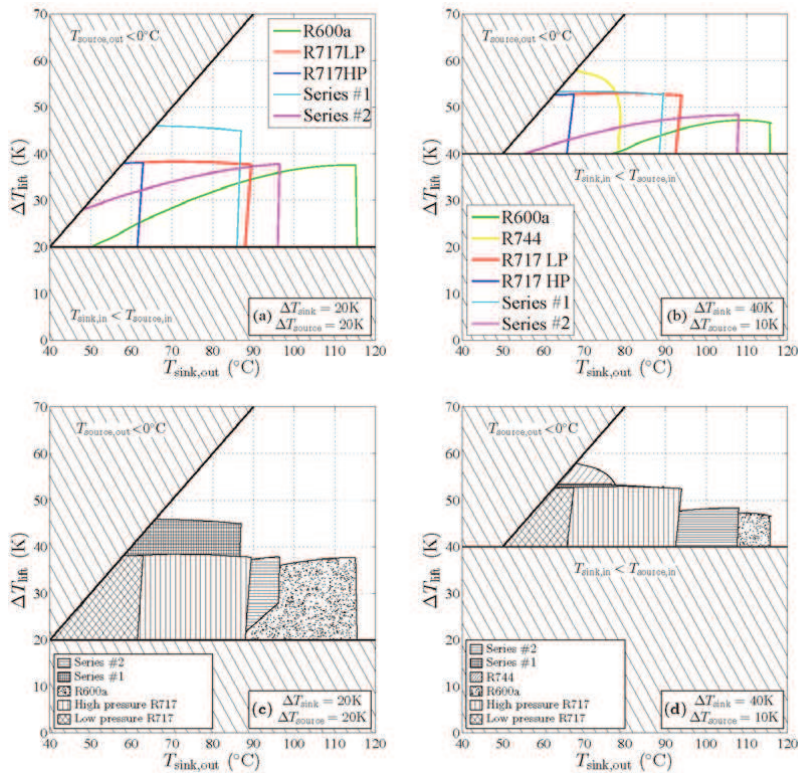 70
60
50
40
30
20
10
0
ΔT_lift (K)
T_source,out <0°C
R600a
R717LP
R717HP
Series #1
Series #2
T_sink,in < T_source,in
(a) ΔT_sink = 20K
ΔT_source = 20K
40 50 60 70 80 90 100 110 120
T_sink,out (°C)
70
60
50
40
30
20
10
0
ΔT_lift (K)
T_source,out <0°C
T_sink,in < T_source,in
R600a
R744
R717 LP
R717 HP
Series #1
Series #2
(b) ΔT_sink = 40K
ΔT_source = 10K
40 50 60 70 80 90 100 110 120
T_sink,out (°C)
70
60
50
40
30
20
10
0
ΔT_lift (K)
T_source,out <0°C
Series #2
Series #1
R600a
High pressure R717
Low pressure R717
(c) ΔT_sink = 20K
ΔT_source = 20K
40 50 60 70 80 90 100 110 120
T_sink,out (°C)
70
60
50
40
30
20
10
0
ΔT_lift (K)
T_source,out <0°C
T_sink,in < T_source,in
Series #2
Series #1
R744
R600a
High pressure R717
Low pressure R717
(d) ΔT_sink = 40K
ΔT_source = 10K
40 50 60 70 80 90 100 110 120
T_sink,out (°C)